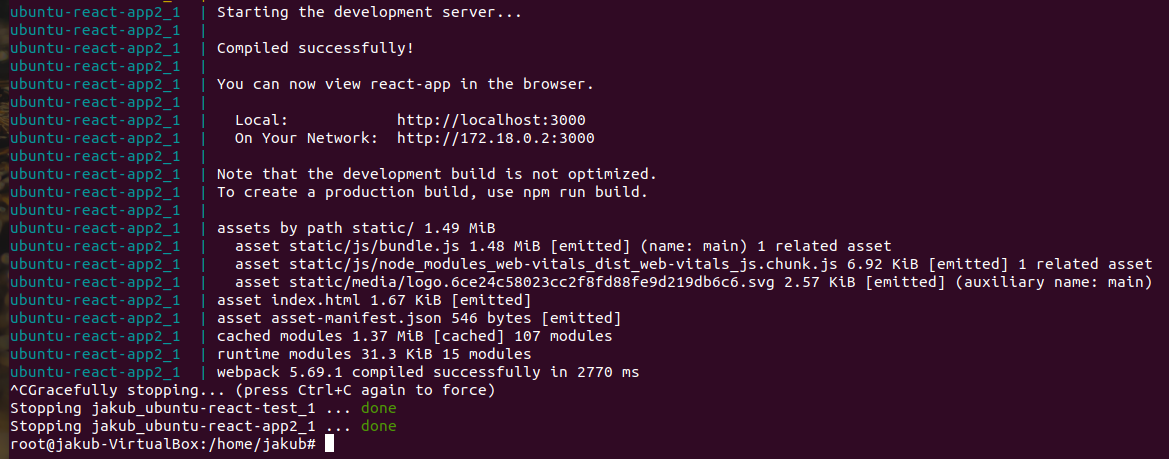 ubuntu-react-app2_1  | Starting the development server...
ubuntu-react-app2_1  |
ubuntu-react-app2_1  | Compiled successfully!
ubuntu-react-app2_1  |
ubuntu-react-app2_1  | You can now view react-app in the browser.
ubuntu-react-app2_1  |
ubuntu-react-app2_1  |   Local:            http://localhost:3000
ubuntu-react-app2_1  |   On Your Network:  http://172.18.0.2:3000
ubuntu-react-app2_1  |
ubuntu-react-app2_1  | Note that the development build is not optimized.
ubuntu-react-app2_1  | To create a production build, use npm run build.
ubuntu-react-app2_1  |
ubuntu-react-app2_1  | assets by path static/ 1.49 MiB
ubuntu-react-app2_1  |   asset static/js/bundle.js 1.48 MiB [emitted] (name: main) 1 related asset
ubuntu-react-app2_1  |   asset static/js/node_modules_web-vitals_dist_web-vitals_js.chunk.js 6.92 KiB [emitted] 1 related asset
ubuntu-react-app2_1  |   asset static/media/logo.6ce24c58023cc2f8fd88fe9d219db6c6.svg 2.57 KiB [emitted] (auxiliary name: main)
ubuntu-react-app2_1  | asset index.html 1.67 KiB [emitted]
ubuntu-react-app2_1  | asset asset-manifest.json 546 bytes [emitted]
ubuntu-react-app2_1  | cached modules 1.37 MiB [cached] 107 modules
ubuntu-react-app2_1  | runtime modules 31.3 KiB 15 modules
ubuntu-react-app2_1  | webpack 5.69.1 compiled successfully in 2770 ms
^CGracefully stopping... (press Ctrl+C again to force)
Stopping jakub_ubuntu-react-test_1 ... done
Stopping jakub_ubuntu-react-app2_1 ... done
root@jakub-VirtualBox:/home/jakub#